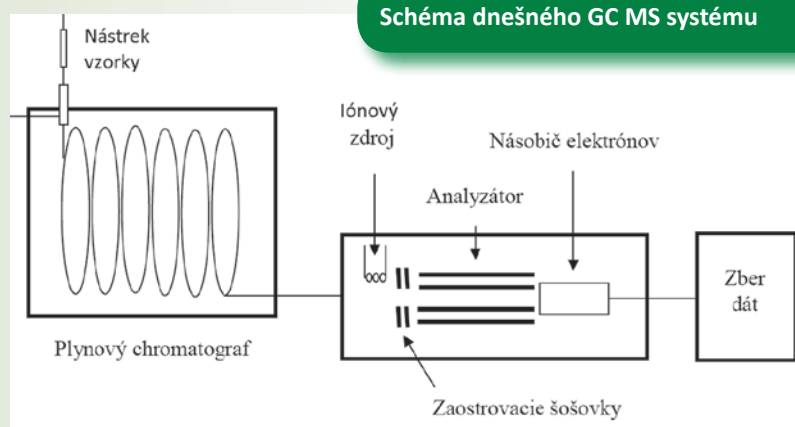 Schéma dnešného GC MS systému
Nástrek
vzorky
Iónový
zdroj
Násobič elektrónov
Analyzátor
Zber
dát
Plynový chromatograf
Zaostrovacie šošovky